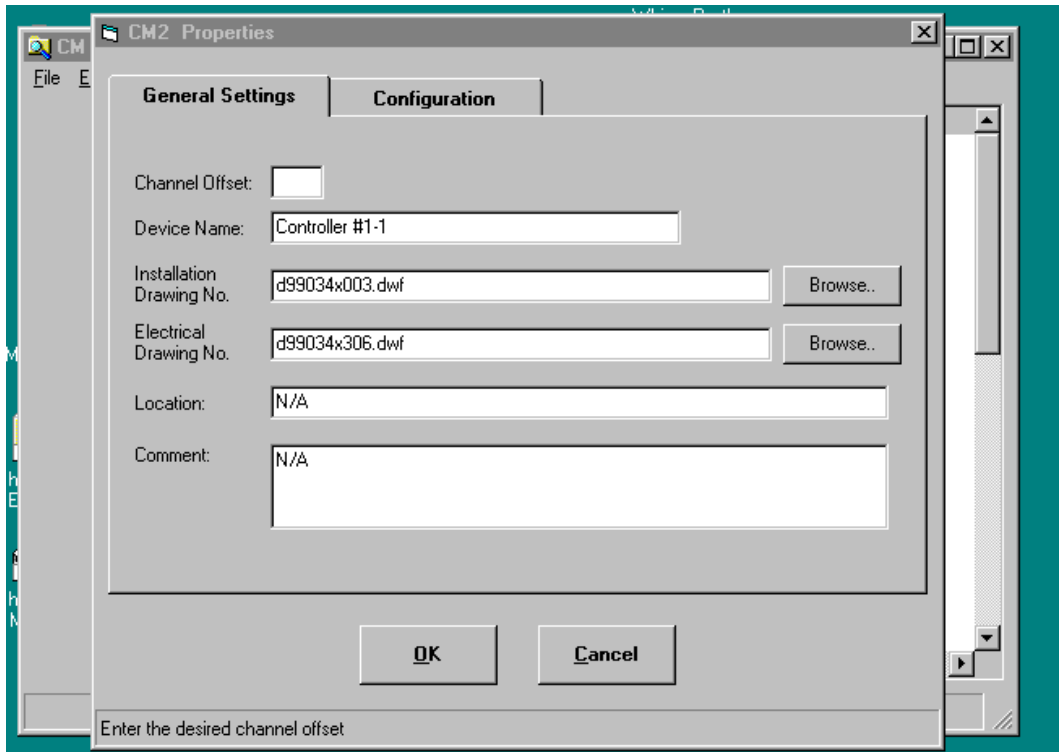 CM2 Properties
CM
File E
General Settings
Configuration
Channel Offset:
Device Name:
Controller #1-1
Installation
Drawing No.
d99034x003.dwf
Browse..
Electrical
Drawing No.
d99034x306.dwf
Browse..
Location:
N/A
Comment:
N/A
M
h
E
h
M
OK
Cancel
Enter the desired channel offset